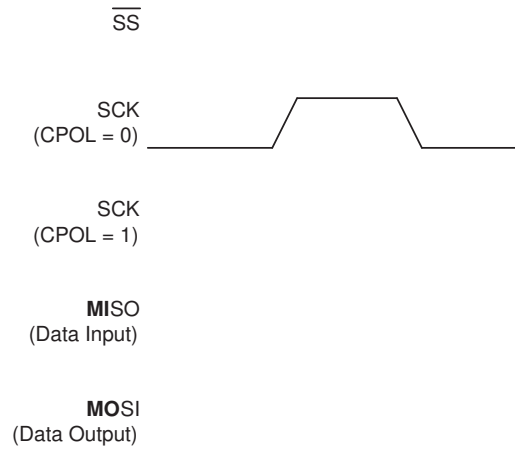 SS
SCK
(CPOL = 0)
SCK
(CPOL = 1)
MISO
(Data Input)
MOSI
(Data Output)